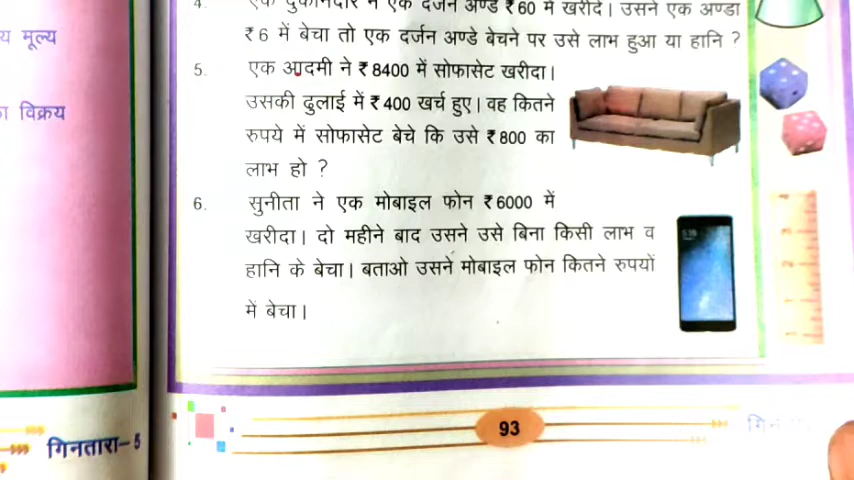 य मूल्य
ा विक्रय
गिनतारा–5
4. एक दुकानदार ने एक दर्जन अण्डे ₹60 में खरीदे। उसने एक अण्डा
₹6 में बेचा तो एक दर्जन अण्डे बेचने पर उसे लाभ हुआ या हानि ?
5. एक आदमी ने ₹8400 में सोफासेट खरीदा।
उसकी ढुलाई में ₹400 खर्च हुए। वह कितने
रुपये में सोफासेट बेचे कि उसे ₹800 का
लाभ हो ?
6. सुनीता ने एक मोबाइल फोन ₹6000 में
खरीदा। दो महीने बाद उसने उसे बिना किसी लाभ व
हानि के बेचा। बताओ उसने मोबाइल फोन कितने रुपयों
में बेचा।
93